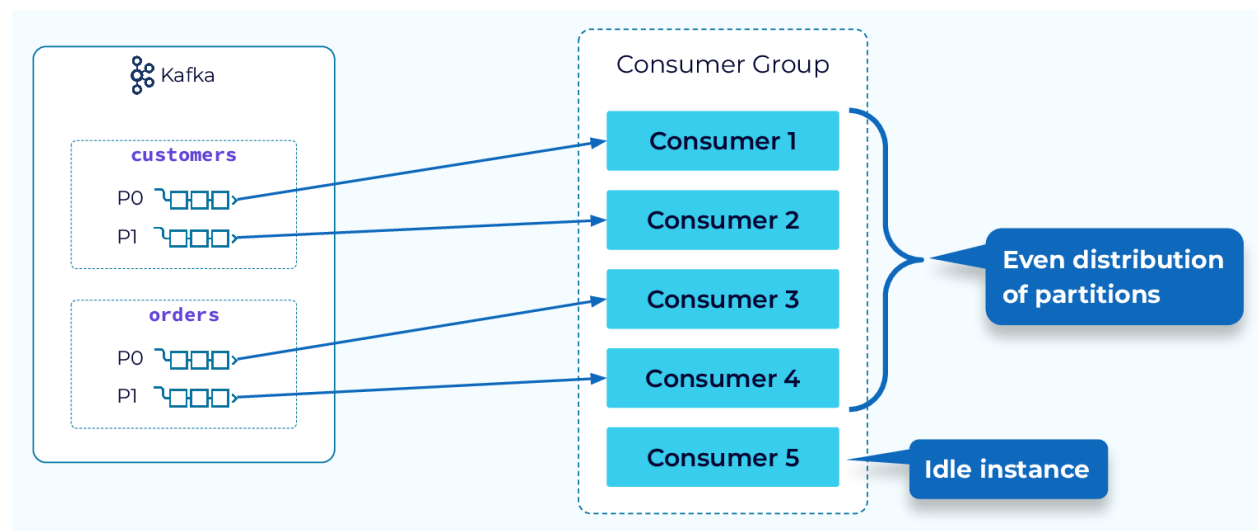 Kafka
customers
P0
P1
orders
P0
P1
Consumer Group
Consumer 1
Consumer 2
Consumer 3
Consumer 4
Consumer 5
Even distribution
of partitions
Idle instance